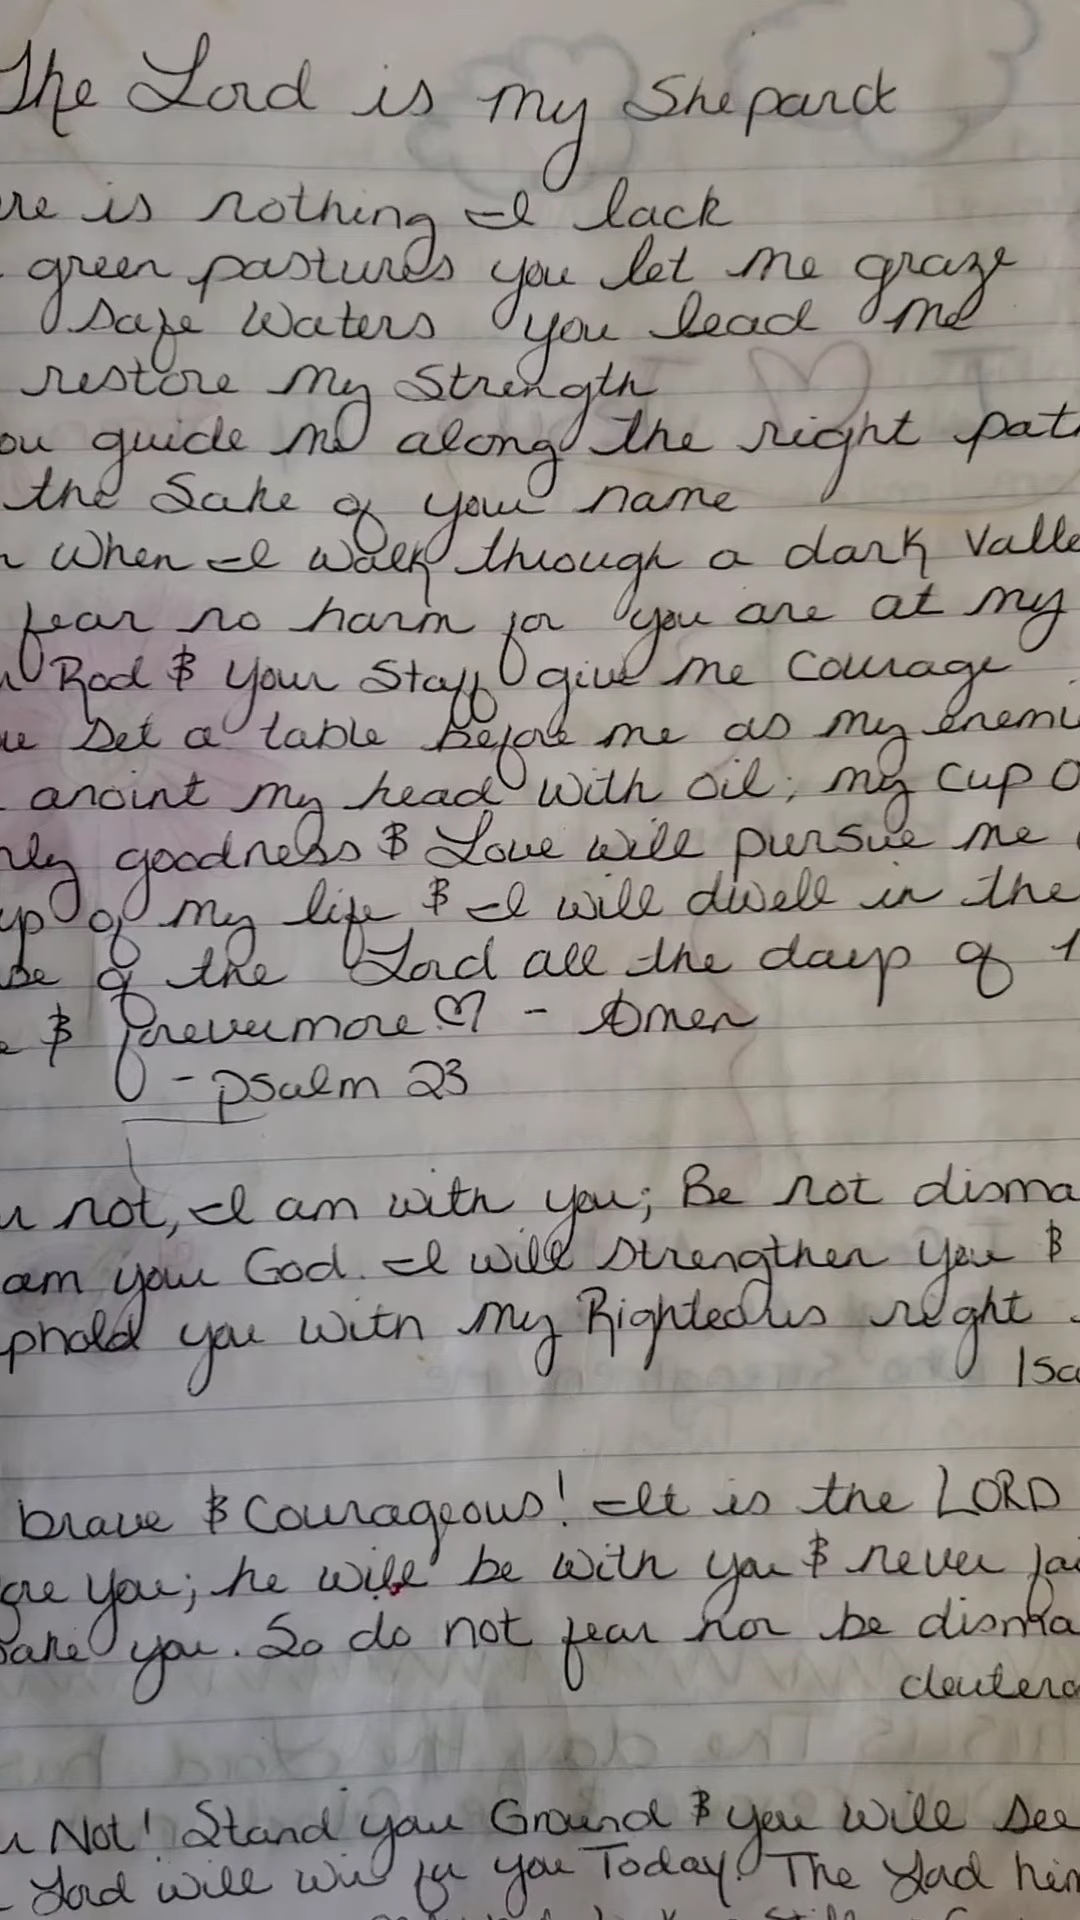 The Lord is my Shepard
re is nothing I lack
green pastures you let me graze
safe waters you lead me
restore my strength
ou guide me along the right pat
the sake of your name
n when I walk through a dark valle
fear no harm for you are at my
Rod & your staff give me courage
set a table before me as my enemi
anoint my head with oil; my cup o
nly goodness & Love will pursue me
ys of my life & I will dwell in the
se of the Lord all the days of
e & forevermore ♡ - Amen
- psalm 23
r not, I am with you; Be not disma
am your God. I will strengthen you &
phold you with my Righteous right
Isa
brave & courageous! It is the LORD
ore you; he will be with you & never fai
sake you. So do not fear nor be disma
deutero
r Not! Stand your Ground & you will see
Lord will win for you Today. The Lord him